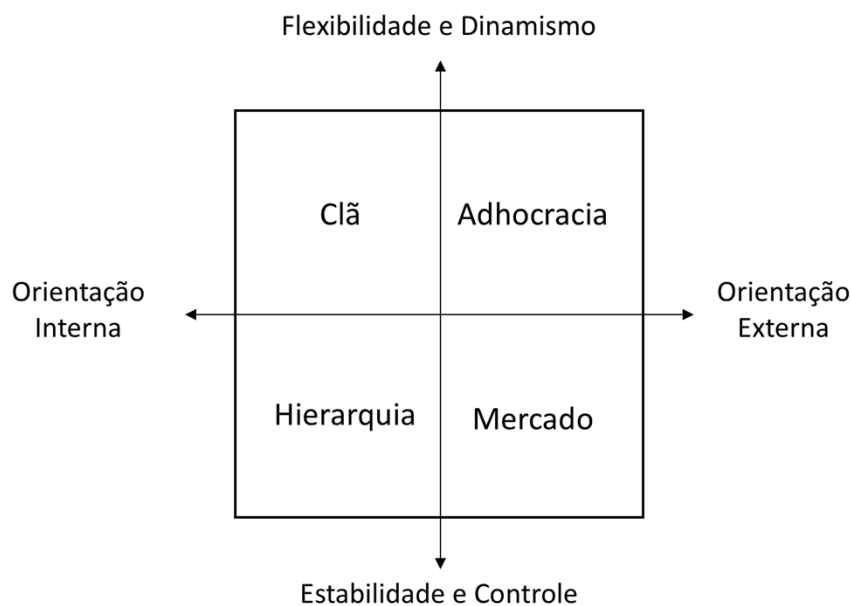 Flexibilidade e Dinamismo
Clã
Adhocracia
Orientação
Interna
Orientação
Externa
Hierarquia
Mercado
Estabilidade e Controle